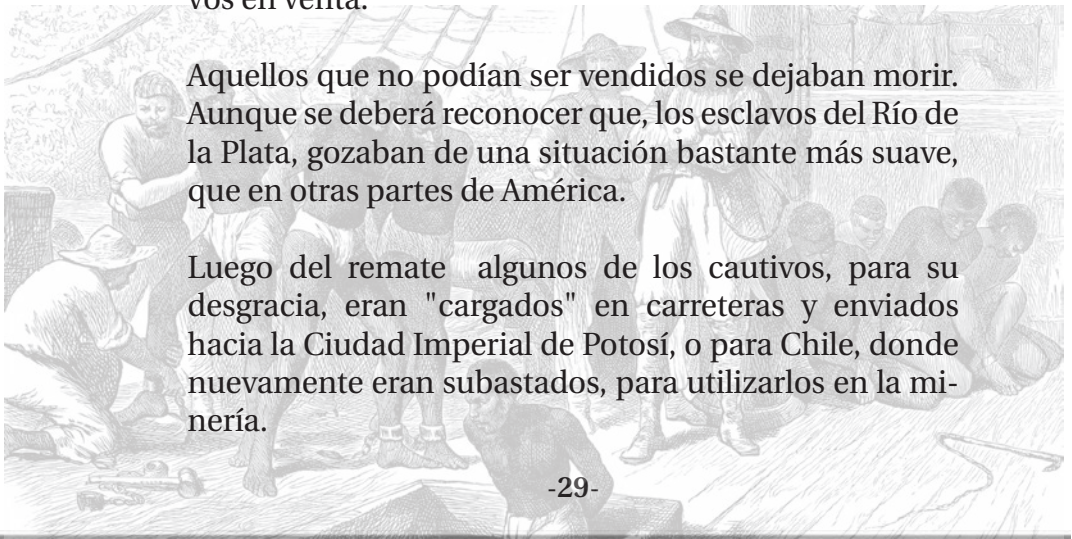 vos en venta.
Aquellos que no podían ser vendidos se dejaban morir.
Aunque se deberá reconocer que, los esclavos del Río de
la Plata, gozaban de una situación bastante más suave,
que en otras partes de América.
Luego del remate algunos de los cautivos, para su
desgracia, eran "cargados" en carreteras y enviados
hacia la Ciudad Imperial de Potosí, o para Chile, donde
nuevamente eran subastados, para utilizarlos en la mi-
nería.
-29-